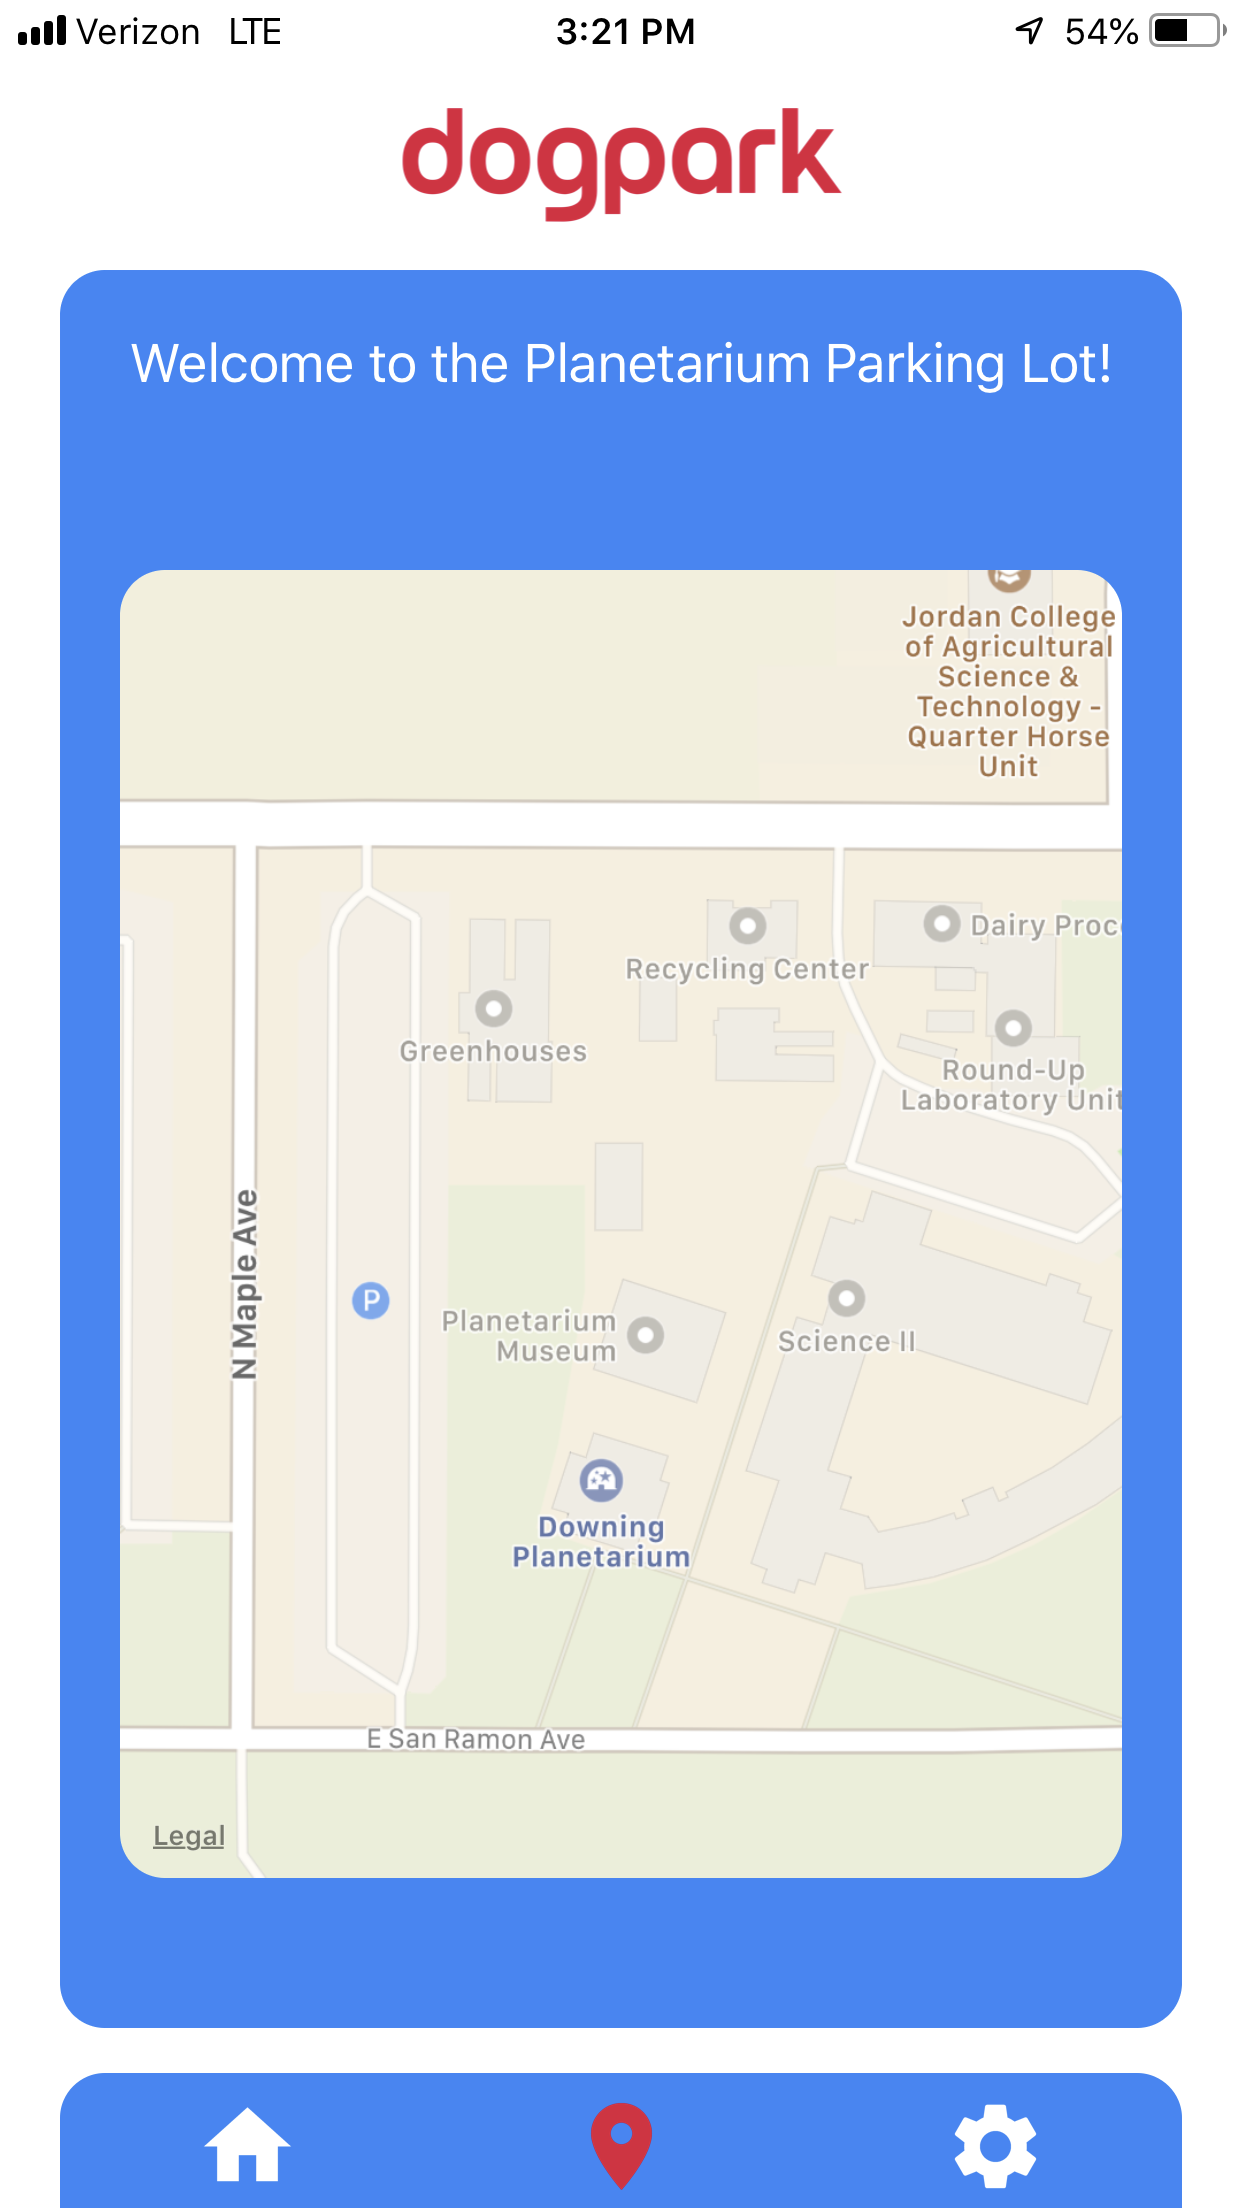 Verizon LTE 3:21 PM 54%
dogpark
Welcome to the Planetarium Parking Lot!
Jordan College
of Agricultural
Science &
Technology -
Quarter Horse
Unit
Dairy Proc
Recycling Center
Greenhouses
Round-Up
Laboratory Unit
N Maple Ave
P
Planetarium
Museum
Science II
Downing
Planetarium
E San Ramon Ave
Legal